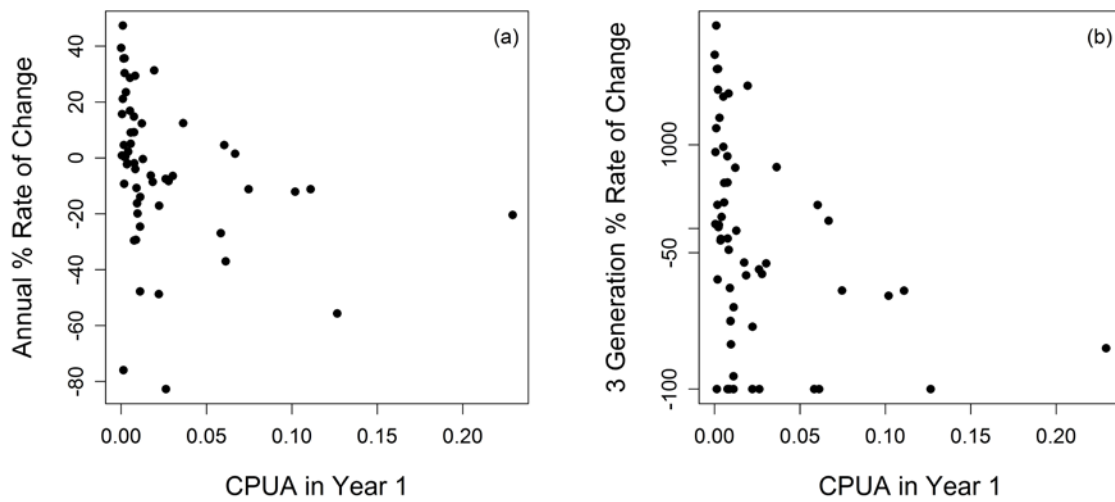 (a)
Annual % Rate of Change
40
20
0
-20
-40
-60
-80
0.00 0.05 0.10 0.15 0.20
CPUA in Year 1
(b)
3 Generation % Rate of Change
1000
-50
-100
0.00 0.05 0.10 0.15 0.20
CPUA in Year 1